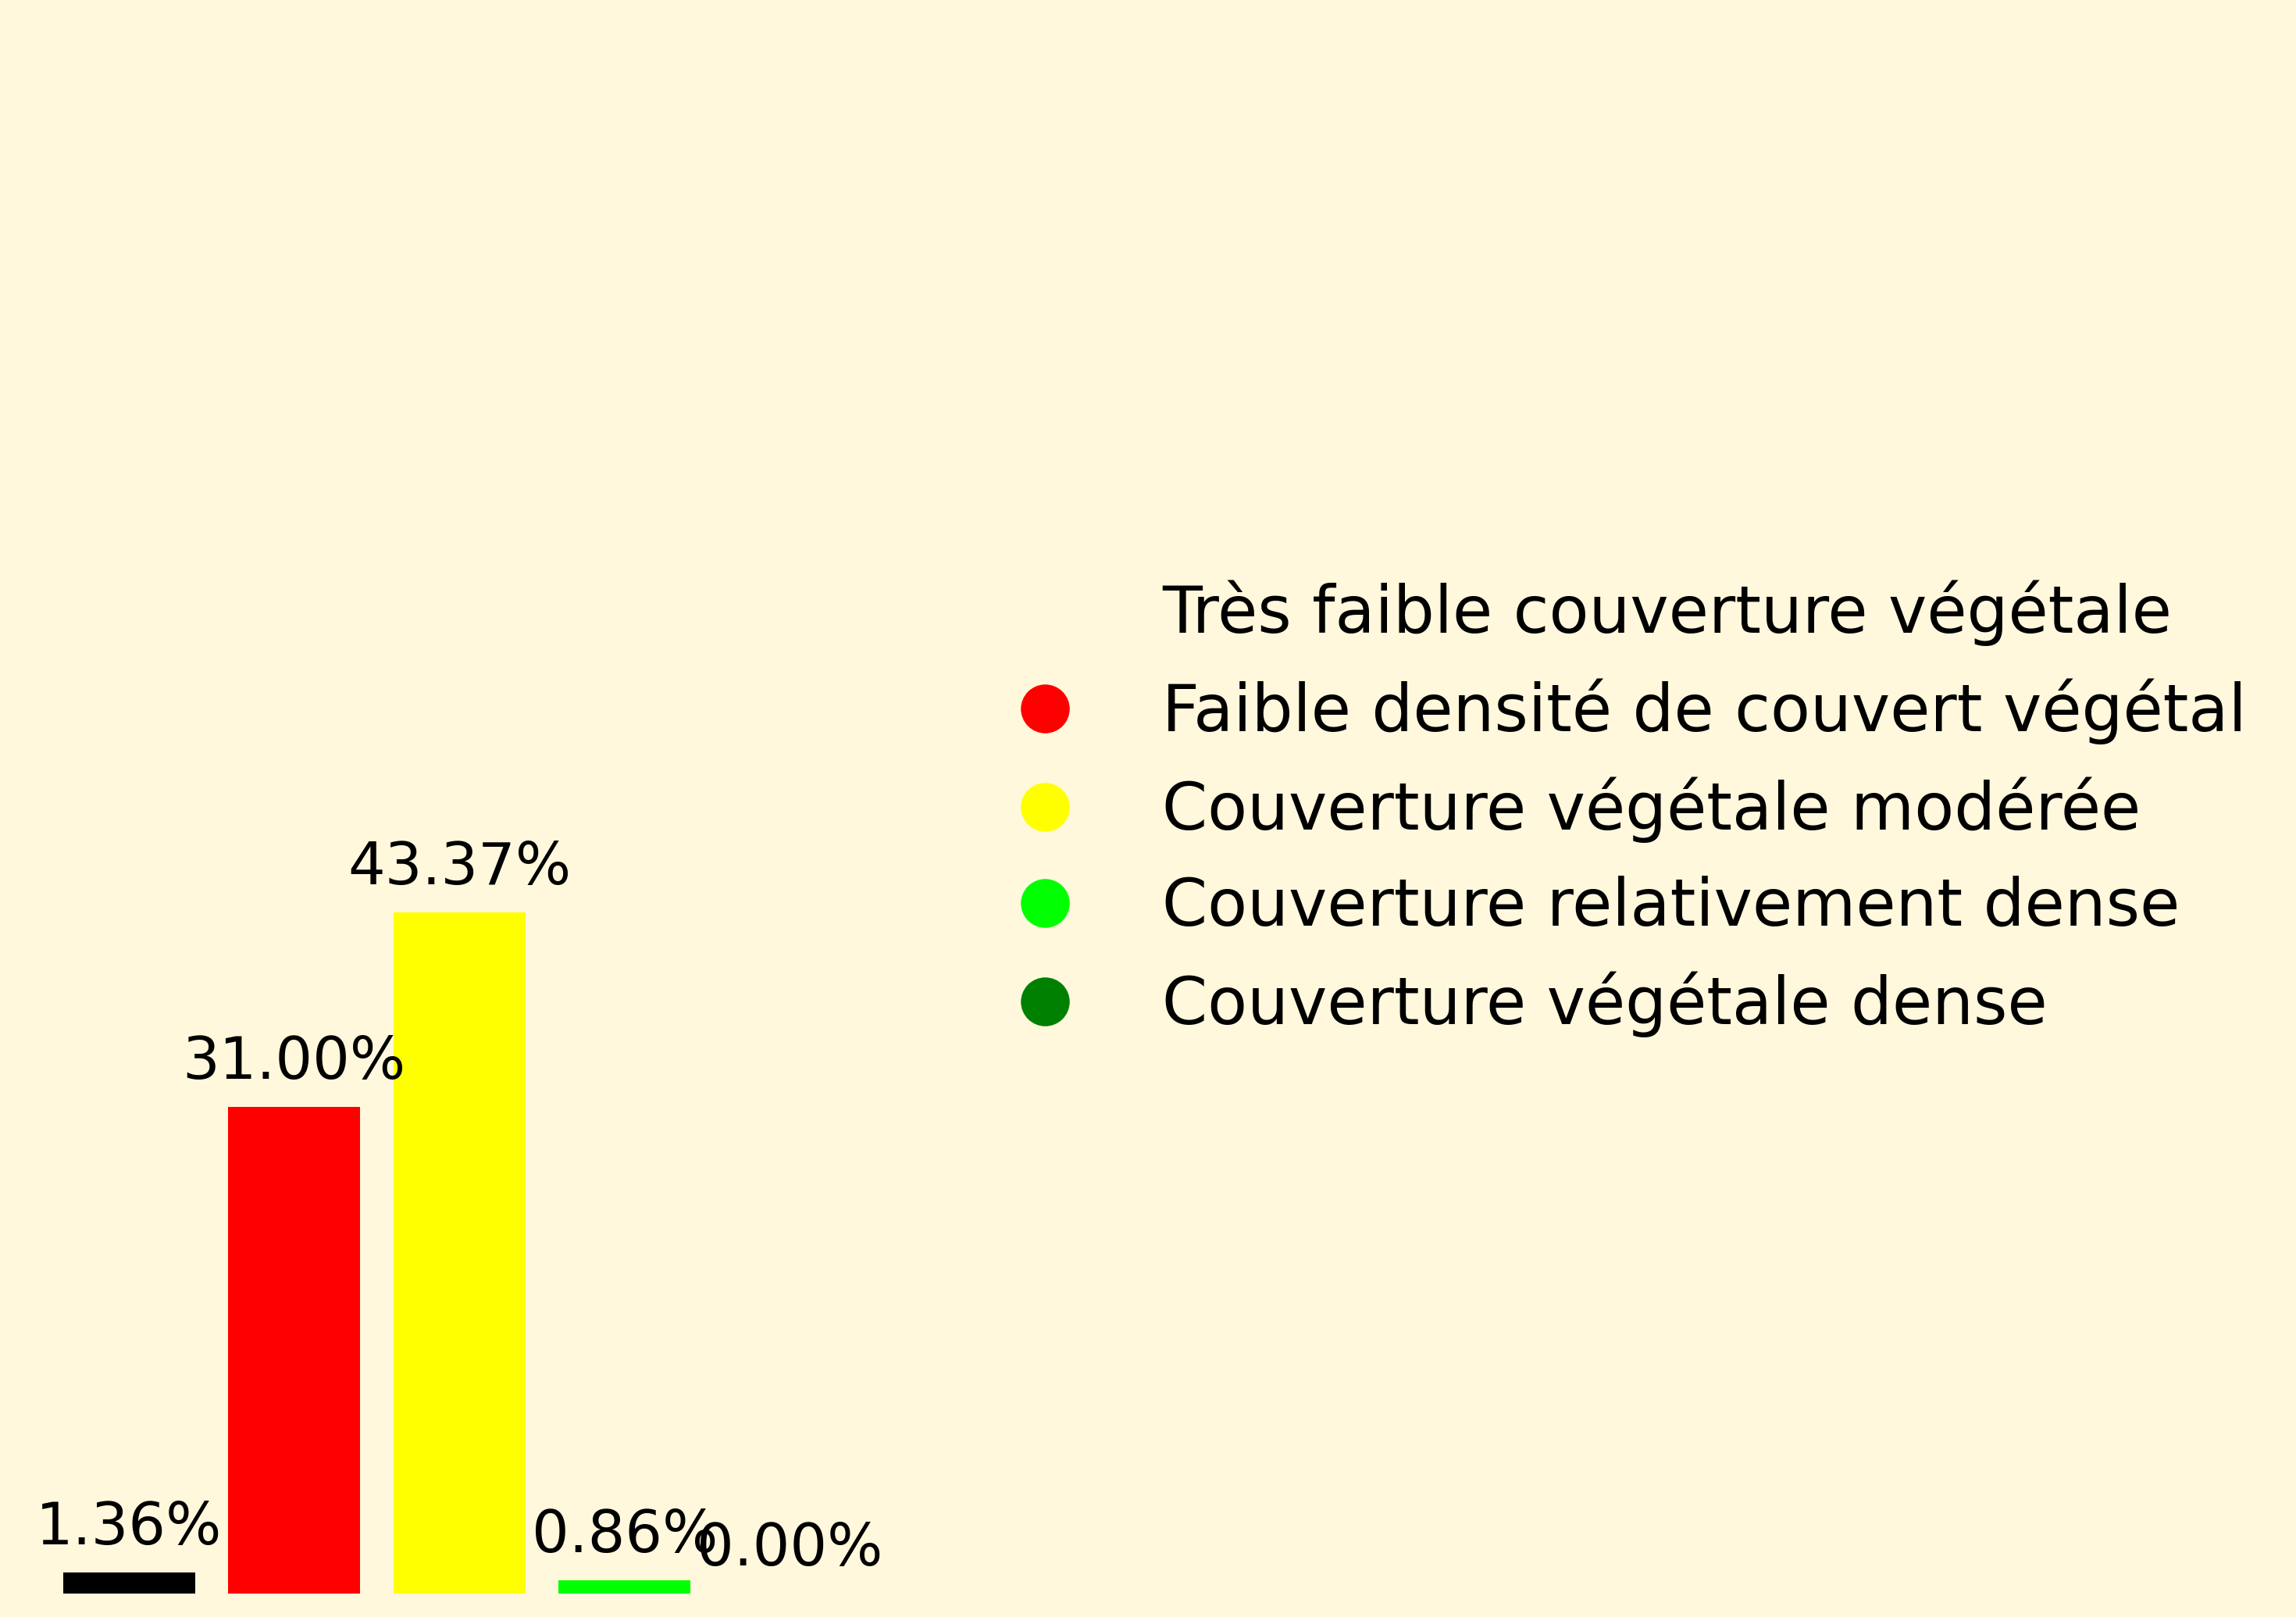 Très faible couverture végétale
Faible densité de couvert végétal
Couverture végétale modérée
Couverture relativement dense
Couverture végétale dense
43.37%
31.00%
1.36%
0.86%
0.00%